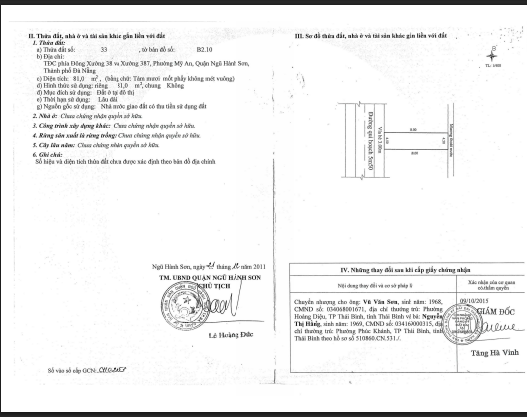 II. Thửa đất, nhà ở và tài sản khác gắn liền với đất
1. Thửa đất:
a) Thửa đất số: 33 , tờ bản đồ số: B2.10
b) Địa chỉ:
TĐC phía Đông Xưởng 38 và Xưởng 387, Phường Mỹ An, Quận Ngũ Hành Sơn,
Thành phố Đà Nẵng
c) Diện tích: 81,0 m², (bằng chữ: Tám mươi mốt phẩy không mét vuông)
d) Hình thức sử dụng: riêng 81,0 m², chung Không
đ) Mục đích sử dụng: Đất ở tại đô thị
e) Thời hạn sử dụng: Lâu dài
g) Nguồn gốc sử dụng: Nhà nước giao đất có thu tiền sử dụng đất
2. Nhà ở: Chưa chứng nhận quyền sở hữu.
3. Công trình xây dựng khác: Chưa chứng nhận quyền sở hữu.
4. Rừng sản xuất là rừng trồng: Chưa chứng nhận quyền sở hữu.
5. Cây lâu năm: Chưa chứng nhận quyền sở hữu.
6. Ghi chú:
Số hiệu và diện tích thửa đất chưa được xác định theo bản đồ địa chính
Ngũ Hành Sơn, ngày tháng năm 2011
TM. UBND QUẬN NGŨ HÀNH SƠN
CHỦ TỊCH
Lê Hoàng Đức
Số vào sổ cấp GCN:
III. Sơ đồ thửa đất, nhà ở và tài sản khác gắn liền với đất
TL: 1/500
Đường qui hoạch 5m50
Vỉa hè 3.00m
IV. Những thay đổi sau khi cấp giấy chứng nhận
Nội dung thay đổi và cơ sở pháp lý
Xác nhận của cơ quan
có thẩm quyền
Chuyển nhượng cho ông: Vũ Văn Sơn, sinh năm: 1968,
CMND số: 034068001671, địa chỉ thường trú: Phường
Hoàng Diệu, TP Thái Bình, tỉnh Thái Bình và bà: Nguyễn
Thị Hằng, sinh năm: 1969, CMND số: 034169000315, địa
chỉ thường trú: Phường Phúc Khánh, TP Thái Bình, tỉnh
Thái Bình theo hồ sơ số 510860.CN.531./.
09/10/2015
GIÁM ĐỐC
Tăng Hà Vinh